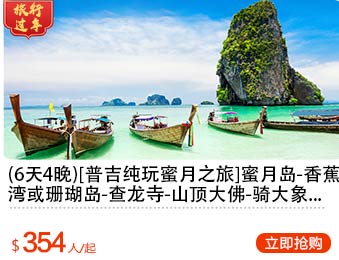 旅行
过年
(6天4晚)[普吉纯玩蜜月之旅]蜜月岛-香蕉
湾或珊瑚岛-查龙寺-山顶大佛-骑大象...
$354人/起 立即抢购